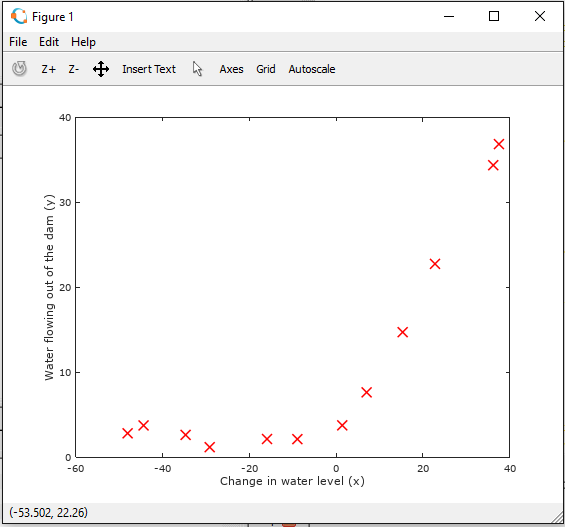 Figure 1
File Edit Help
Z+ Z- Insert Text Axes Grid Autoscale
40
30
20
10
0
Water flowing out of the dam (y)
-60 -40 -20 0 20 40
Change in water level (x)
(-53.502, 22.26)